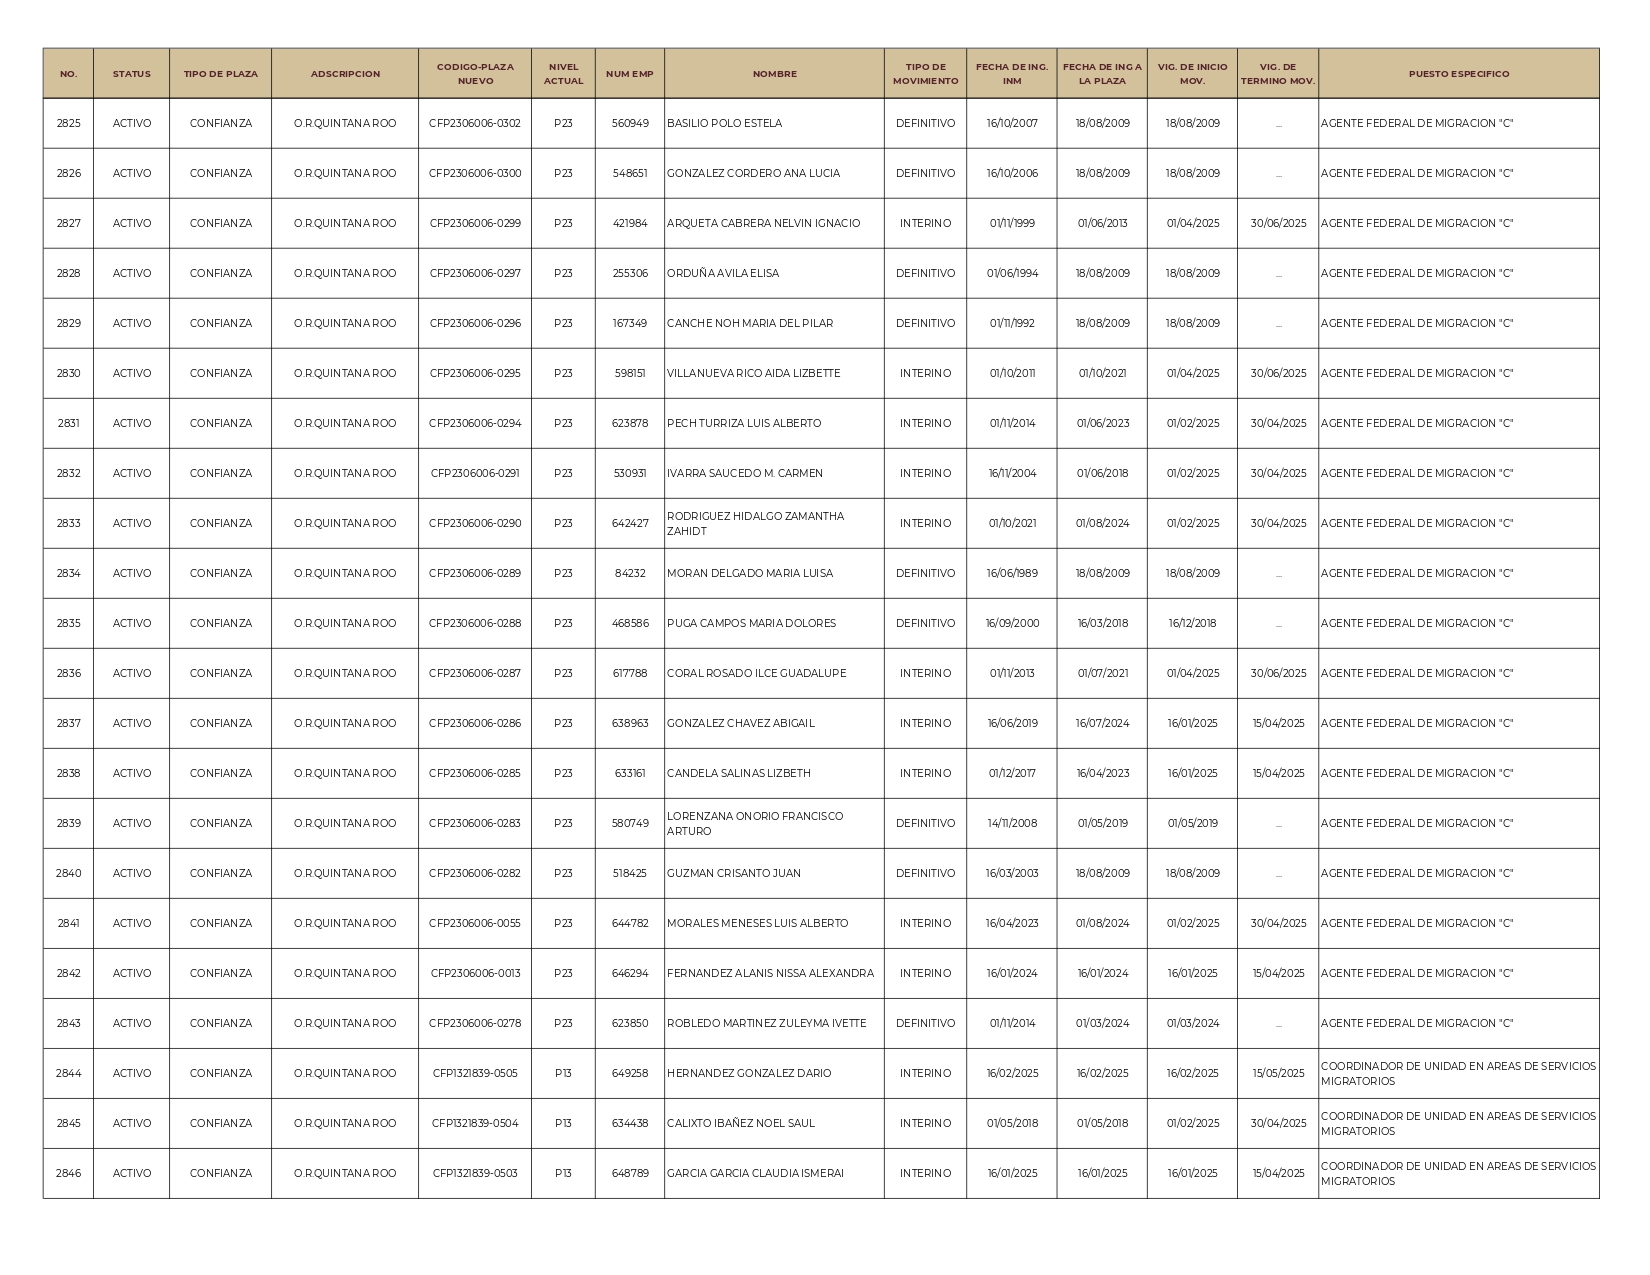 NO. STATUS TIPO DE PLAZA ADSCRIPCION CODIGO-PLAZA NUEVO NIVEL ACTUAL NUM EMP NOMBRE TIPO DE MOVIMIENTO FECHA DE ING. INM FECHA DE ING A LA PLAZA VIG. DE INICIO MOV. VIG. DE TERMINO MOV. PUESTO ESPECIFICO
2825 ACTIVO CONFIANZA O.R.QUINTANA ROO CFP2306006-0302 P23 560949 BASILIO POLO ESTELA DEFINITIVO 16/10/2007 18/08/2009 18/08/2009 ... AGENTE FEDERAL DE MIGRACION "C"
2826 ACTIVO CONFIANZA O.R.QUINTANA ROO CFP2306006-0300 P23 548651 GONZALEZ CORDERO ANA LUCIA DEFINITIVO 16/10/2006 18/08/2009 18/08/2009 ... AGENTE FEDERAL DE MIGRACION "C"
2827 ACTIVO CONFIANZA O.R.QUINTANA ROO CFP2306006-0299 P23 421984 ARQUETA CABRERA NELVIN IGNACIO INTERINO 01/11/1999 01/06/2013 01/04/2025 30/06/2025 AGENTE FEDERAL DE MIGRACION "C"
2828 ACTIVO CONFIANZA O.R.QUINTANA ROO CFP2306006-0297 P23 255306 ORDUÑA AVILA ELISA DEFINITIVO 01/06/1994 18/08/2009 18/08/2009 ... AGENTE FEDERAL DE MIGRACION "C"
2829 ACTIVO CONFIANZA O.R.QUINTANA ROO CFP2306006-0296 P23 167349 CANCHE NOH MARIA DEL PILAR DEFINITIVO 01/11/1992 18/08/2009 18/08/2009 ... AGENTE FEDERAL DE MIGRACION "C"
2830 ACTIVO CONFIANZA O.R.QUINTANA ROO CFP2306006-0295 P23 598151 VILLANUEVA RICO AIDA LIZBETTE INTERINO 01/10/2011 01/10/2021 01/04/2025 30/06/2025 AGENTE FEDERAL DE MIGRACION "C"
2831 ACTIVO CONFIANZA O.R.QUINTANA ROO CFP2306006-0294 P23 623878 PECH TURRIZA LUIS ALBERTO INTERINO 01/11/2014 01/06/2023 01/02/2025 30/04/2025 AGENTE FEDERAL DE MIGRACION "C"
2832 ACTIVO CONFIANZA O.R.QUINTANA ROO CFP2306006-0291 P23 530931 IVARRA SAUCEDO M. CARMEN INTERINO 16/11/2004 01/06/2018 01/02/2025 30/04/2025 AGENTE FEDERAL DE MIGRACION "C"
2833 ACTIVO CONFIANZA O.R.QUINTANA ROO CFP2306006-0290 P23 642427 RODRIGUEZ HIDALGO ZAMANTHA ZAHIDT INTERINO 01/10/2021 01/08/2024 01/02/2025 30/04/2025 AGENTE FEDERAL DE MIGRACION "C"
2834 ACTIVO CONFIANZA O.R.QUINTANA ROO CFP2306006-0289 P23 84232 MORAN DELGADO MARIA LUISA DEFINITIVO 16/06/1989 18/08/2009 18/08/2009 ... AGENTE FEDERAL DE MIGRACION "C"
2835 ACTIVO CONFIANZA O.R.QUINTANA ROO CFP2306006-0288 P23 468586 PUGA CAMPOS MARIA DOLORES DEFINITIVO 16/09/2000 16/03/2018 16/12/2018 ... AGENTE FEDERAL DE MIGRACION "C"
2836 ACTIVO CONFIANZA O.R.QUINTANA ROO CFP2306006-0287 P23 617788 CORAL ROSADO ILCE GUADALUPE INTERINO 01/11/2013 01/07/2021 01/04/2025 30/06/2025 AGENTE FEDERAL DE MIGRACION "C"
2837 ACTIVO CONFIANZA O.R.QUINTANA ROO CFP2306006-0286 P23 638963 GONZALEZ CHAVEZ ABIGAIL INTERINO 16/06/2019 16/07/2024 16/01/2025 15/04/2025 AGENTE FEDERAL DE MIGRACION "C"
2838 ACTIVO CONFIANZA O.R.QUINTANA ROO CFP2306006-0285 P23 633161 CANDELA SALINAS LIZBETH INTERINO 01/12/2017 16/04/2023 16/01/2025 15/04/2025 AGENTE FEDERAL DE MIGRACION "C"
2839 ACTIVO CONFIANZA O.R.QUINTANA ROO CFP2306006-0283 P23 580749 LORENZANA ONORIO FRANCISCO ARTURO DEFINITIVO 14/11/2008 01/05/2019 01/05/2019 ... AGENTE FEDERAL DE MIGRACION "C"
2840 ACTIVO CONFIANZA O.R.QUINTANA ROO CFP2306006-0282 P23 518425 GUZMAN CRISANTO JUAN DEFINITIVO 16/03/2003 18/08/2009 18/08/2009 ... AGENTE FEDERAL DE MIGRACION "C"
2841 ACTIVO CONFIANZA O.R.QUINTANA ROO CFP2306006-0055 P23 644782 MORALES MENESES LUIS ALBERTO INTERINO 16/04/2023 01/08/2024 01/02/2025 30/04/2025 AGENTE FEDERAL DE MIGRACION "C"
2842 ACTIVO CONFIANZA O.R.QUINTANA ROO CFP2306006-0013 P23 646294 FERNANDEZ ALANIS NISSA ALEXANDRA INTERINO 16/01/2024 16/01/2024 16/01/2025 15/04/2025 AGENTE FEDERAL DE MIGRACION "C"
2843 ACTIVO CONFIANZA O.R.QUINTANA ROO CFP2306006-0278 P23 623850 ROBLEDO MARTINEZ ZULEYMA IVETTE DEFINITIVO 01/11/2014 01/03/2024 01/03/2024 ... AGENTE FEDERAL DE MIGRACION "C"
2844 ACTIVO CONFIANZA O.R.QUINTANA ROO CFP1321839-0505 P13 649258 HERNANDEZ GONZALEZ DARIO INTERINO 16/02/2025 16/02/2025 16/02/2025 15/05/2025 COORDINADOR DE UNIDAD EN AREAS DE SERVICIOS MIGRATORIOS
2845 ACTIVO CONFIANZA O.R.QUINTANA ROO CFP1321839-0504 P13 634438 CALIXTO IBAÑEZ NOEL SAUL INTERINO 01/05/2018 01/05/2018 01/02/2025 30/04/2025 COORDINADOR DE UNIDAD EN AREAS DE SERVICIOS MIGRATORIOS
2846 ACTIVO CONFIANZA O.R.QUINTANA ROO CFP1321839-0503 P13 648789 GARCIA GARCIA CLAUDIA ISMERAI INTERINO 16/01/2025 16/01/2025 16/01/2025 15/04/2025 COORDINADOR DE UNIDAD EN AREAS DE SERVICIOS MIGRATORIOS